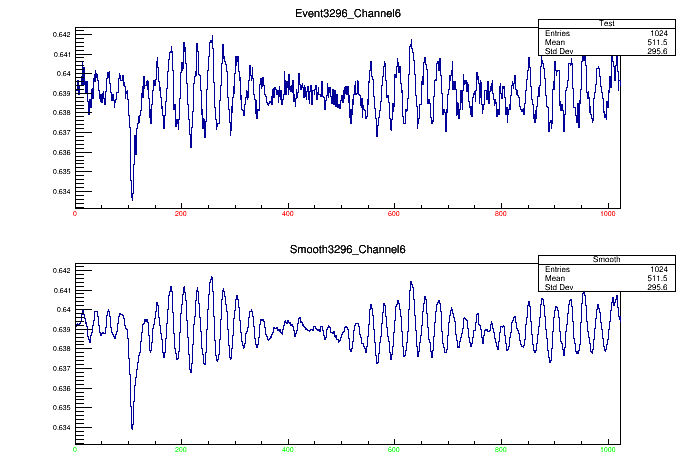 Event3296_Channel6
Test
Entries 1024
Mean 511.5
Std Dev 295.6
0.642
0.641
0.64
0.639
0.638
0.637
0.636
0.635
0.634
0 200 400 600 800 1000
Smooth3296_Channel6
Smooth
Entries 1024
Mean 511.5
Std Dev 295.6
0.642
0.641
0.64
0.639
0.638
0.637
0.636
0.635
0.634
0 200 400 600 800 1000